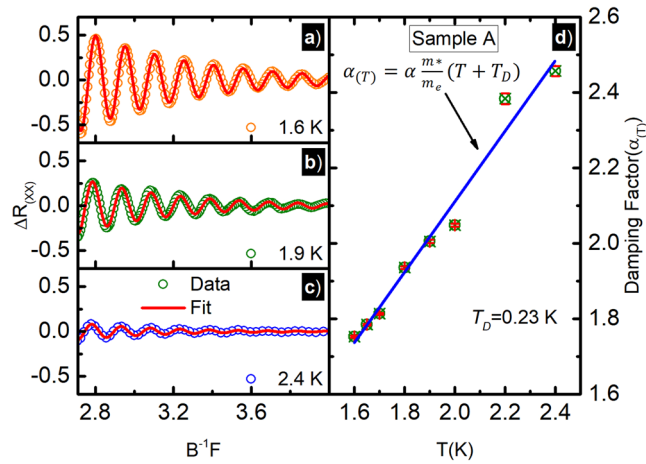 a)
0.5
0.0
-0.5
1.6 K
b)
0.5
0.0
-0.5
1.9 K
c)
0.5
0.0
-0.5
Data
Fit
2.4 K
ΔR(XX)
2.8 3.2 3.6
B⁻¹F
d)
Sample A
α(T) = α m*/mₑ (T + T_D)
T_D=0.23 K
2.6
2.4
2.2
2.0
1.8
1.6
Damping Factor(α(T))
1.6 1.8 2.0 2.2 2.4
T(K)